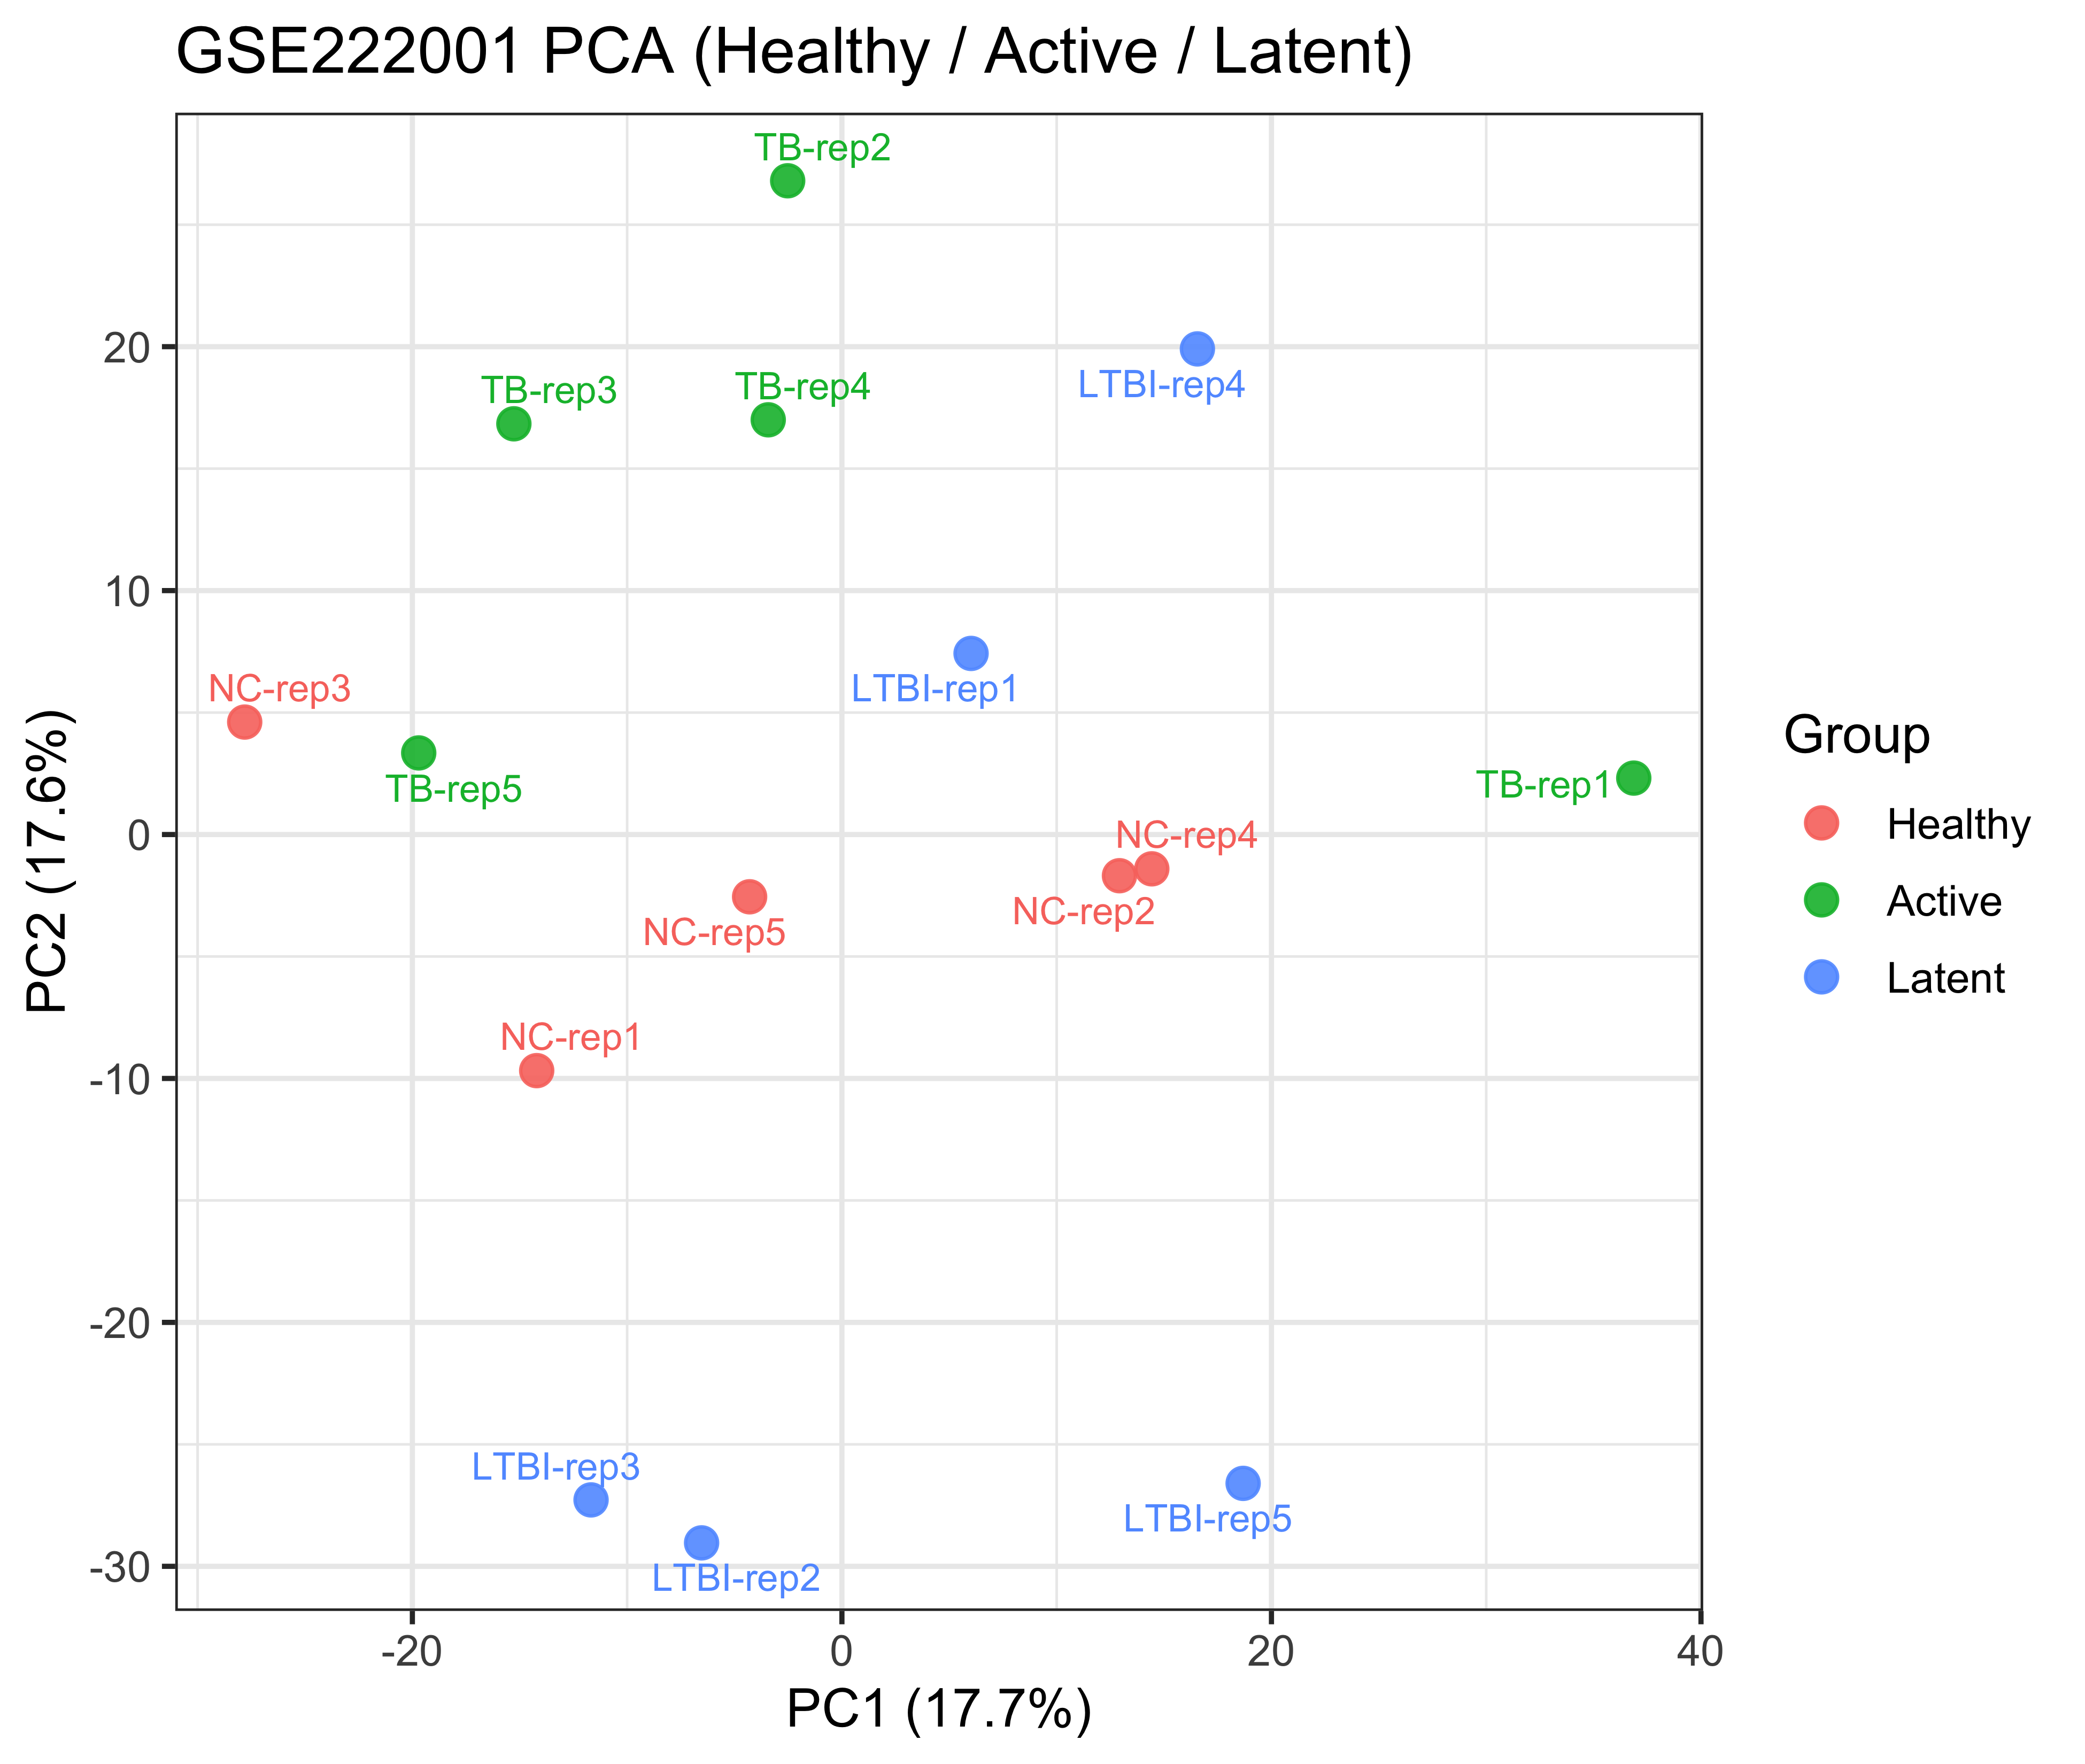 GSE222001 PCA (Healthy / Active / Latent)
TB-rep2
20
TB-rep3
TB-rep4
LTBI-rep4
10
NC-rep3
LTBI-rep1
TB-rep5
TB-rep1
0
NC-rep4
NC-rep2
NC-rep5
-10
NC-rep1
-20
LTBI-rep3
LTBI-rep5
-30
LTBI-rep2
-20 0 20 40
PC1 (17.7%)
PC2 (17.6%)
Group
Healthy
Active
Latent